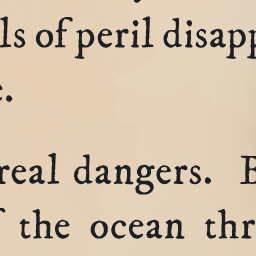 ls of peril disapp
e.
real dangers. B
f the ocean thr